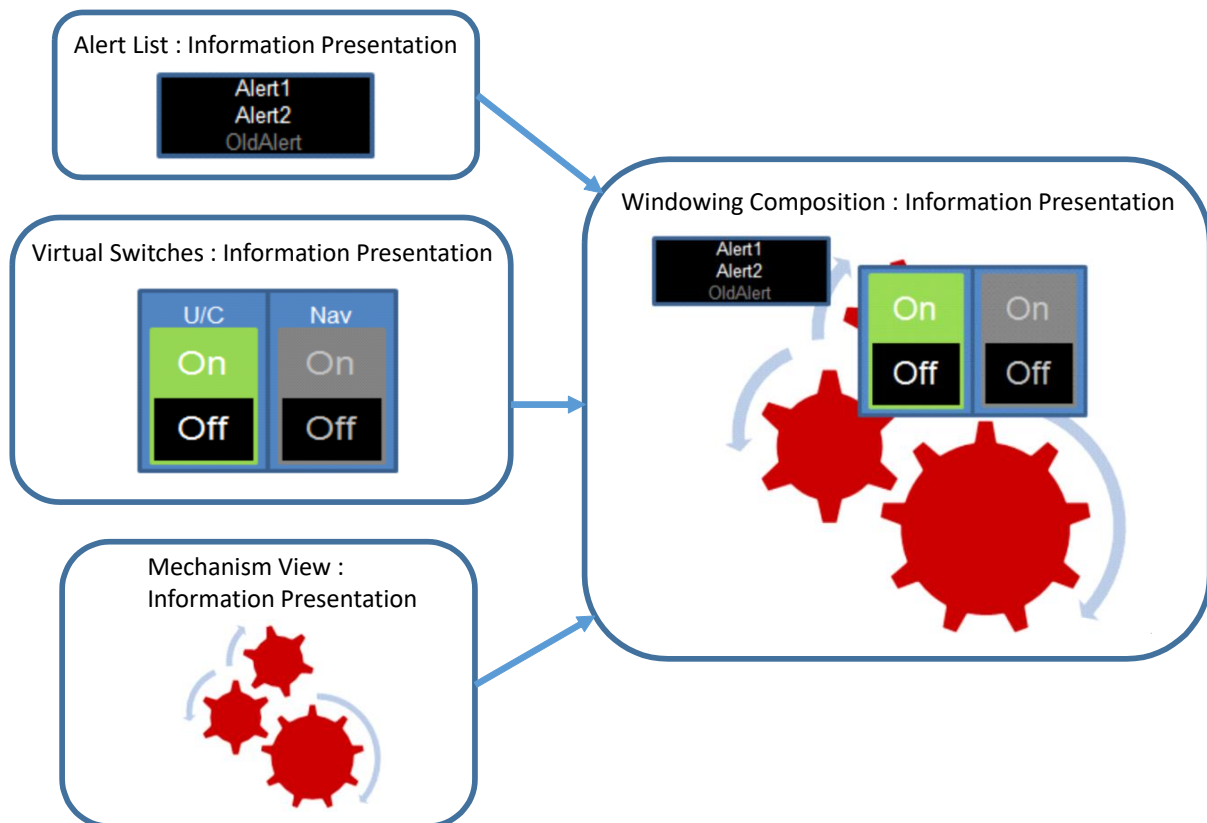 Alert List : Information Presentation
Alert1
Alert2
OldAlert
Virtual Switches : Information Presentation
U/C Nav
On On
Off Off
Mechanism View :
Information Presentation
Windowing Composition : Information Presentation
Alert1
Alert2
OldAlert
On On
Off Off